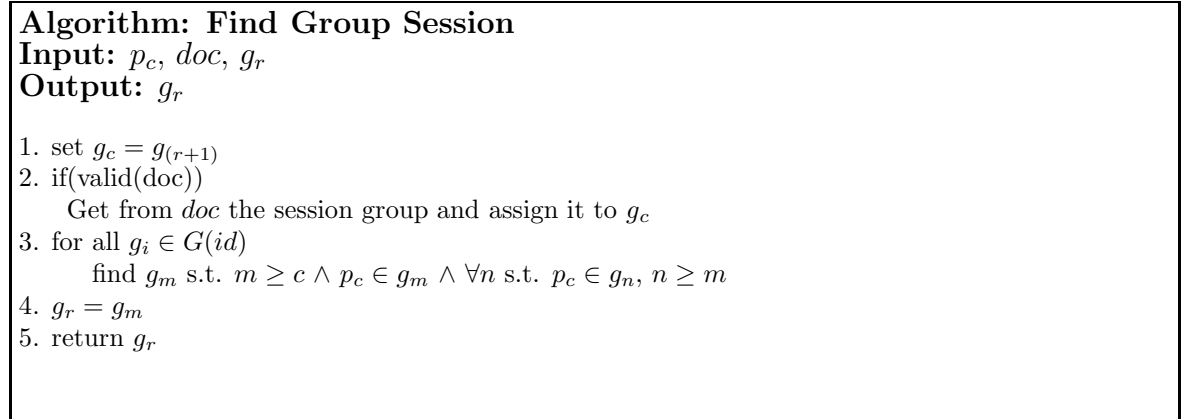 Algorithm: Find Group Session
Input: p_c, doc, g_r
Output: g_r
1. set g_c = g_(r+1)
2. if(valid(doc))
Get from doc the session group and assign it to g_c
3. for all g_i ∈ G(id)
find g_m s.t. m ≥ c ∧ p_c ∈ g_m ∧ ∀n s.t. p_c ∈ g_n, n ≥ m
4. g_r = g_m
5. return g_r